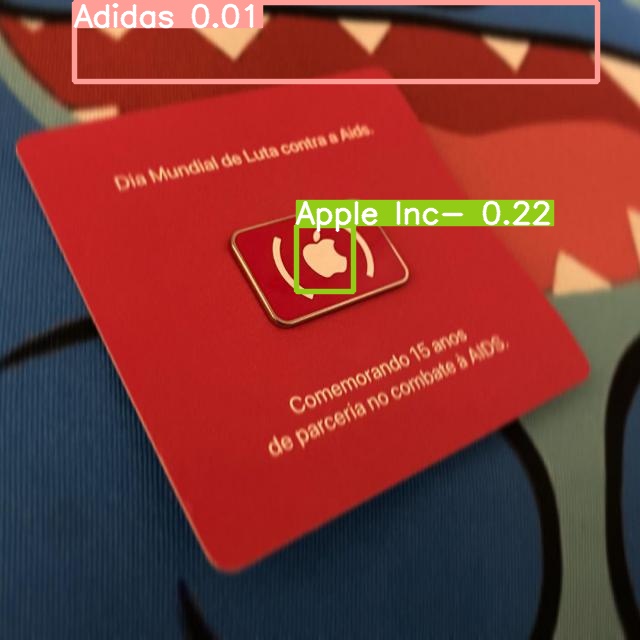 Adidas 0.01
Dia Mundial de Luta contra a Aids.
Apple Inc- 0.22
Comemorando 15 anos
de parceria no combate à AIDS.